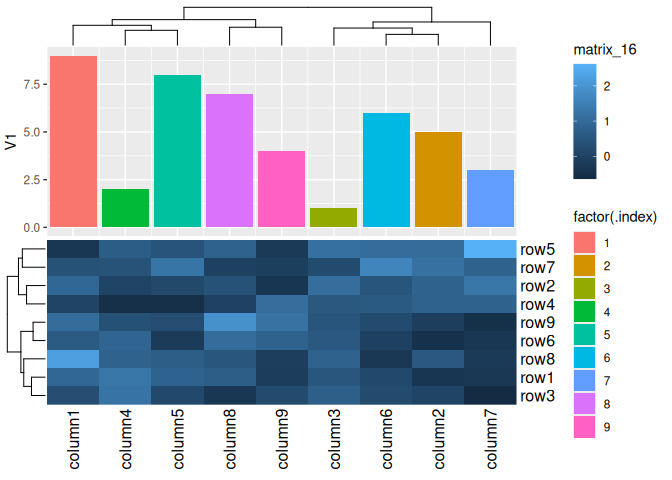 matrix_16
2
1
0
V1
7.5
5.0
2.5
0.0
factor(.index)
1
2
3
4
5
6
7
8
9
row5
row7
row2
row4
row9
row6
row8
row1
row3
column1
column4
column5
column8
column9
column3
column6
column2
column7